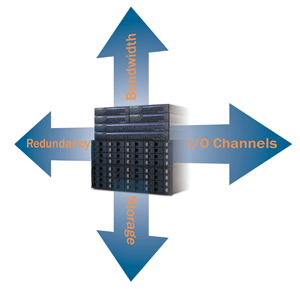 Bandwidth
Redundancy
I/O Channels
Storage